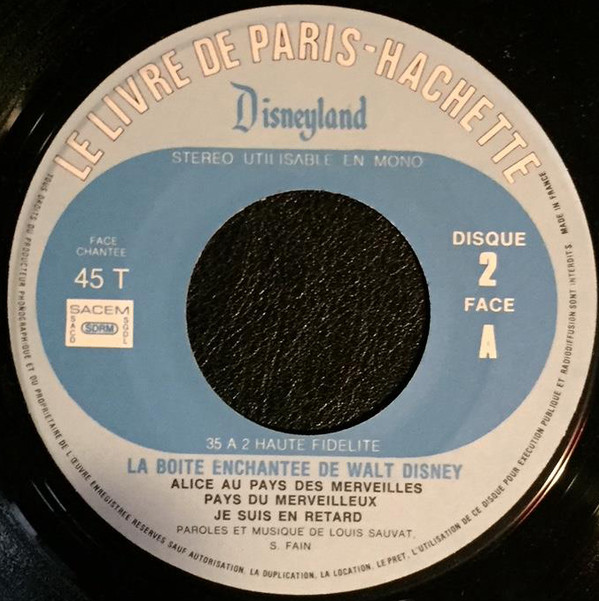 LE LIVRE DE PARIS-HACHETTE
Disneyland
STEREO UTILISABLE EN MONO
FACE
CHANTEE
45 T
SACEM
SACD
SDRM
SGDL
DISQUE
2
FACE
A
35 A 2 HAUTE FIDELITE
LA BOITE ENCHANTEE DE WALT DISNEY
ALICE AU PAYS DES MERVEILLES
PAYS DU MERVEILLEUX
JE SUIS EN RETARD
PAROLES ET MUSIQUE DE LOUIS SAUVAT,
S. FAIN
TOUS DROITS DU PRODUCTEUR PHONOGRAPHIQUE ET DU PROPRIETAIRE DE L'ŒUVRE ENREGISTREE RESERVES SAUF AUTORISATION, LA DUPLICATION, LA LOCATION, LE PRET, L'UTILISATION DE CE DISQUE POUR EXECUTION PUBLIQUE ET RADIODIFFUSION SONT INTERDITS. MADE IN FRANCE